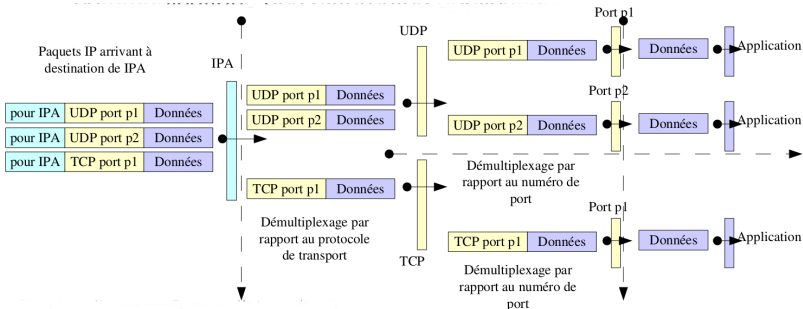 Port p1
UDP
Paquets IP arrivant à
destination de IPA
IPA
UDP port p1 Données
Données
Application
Port p2
UDP port p1 Données
pour IPA UDP port p1 Données
UDP port p2 Données
UDP port p2 Données
Données
Application
pour IPA UDP port p2 Données
pour IPA TCP port p1 Données
Démultiplexage par
rapport au numéro de
port
TCP port p1 Données
Port p1
Démultiplexage par
rapport au protocole
de transport
TCP port p1 Données
Données
Application
TCP
Démultiplexage par
rapport au numéro de
port